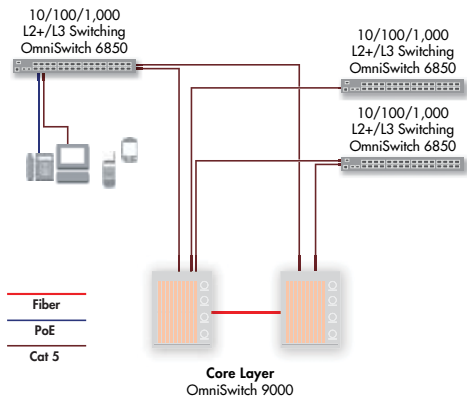 10/100/1,000
L2+/L3 Switching
OmniSwitch 6850
10/100/1,000
L2+/L3 Switching
OmniSwitch 6850
10/100/1,000
L2+/L3 Switching
OmniSwitch 6850
Fiber
PoE
Cat 5
Core Layer
OmniSwitch 9000